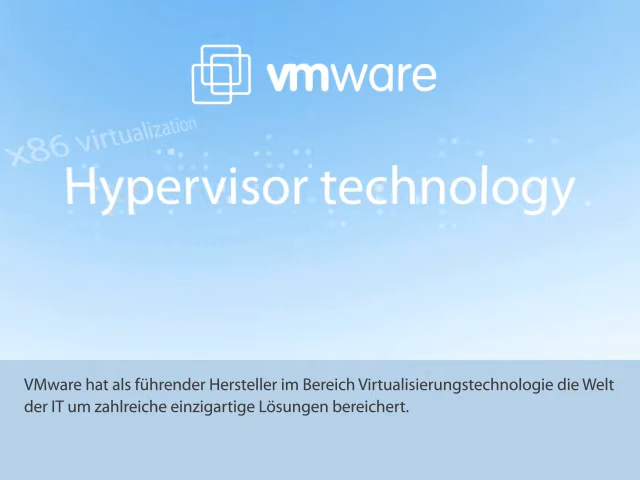 vmware
x86 virtualization
Hypervisor technology
VMware hat als führender Hersteller im Bereich Virtualisierungstechnologie die Welt
der IT um zahlreiche einzigartige Lösungen bereichert.